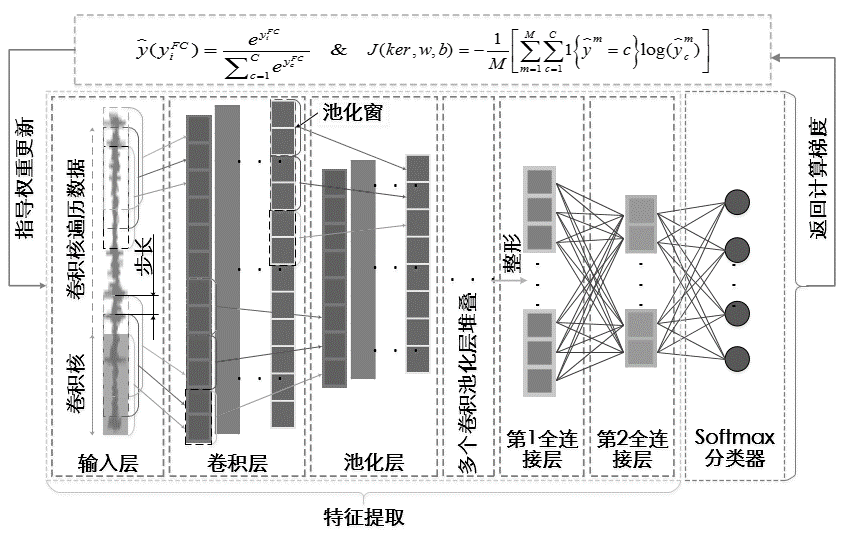 ŷ(y_i^{FC}) = e^{y_i^{FC}} / ∑_{c=1}^{C} e^{y_c^{FC}} & J(ker, w, b) = -1/M [∑_{m=1}^{M} ∑_{c=1}^{C} 1{ŷ^m = c} log(ŷ_c^m)]
指导权重更新
返回计算梯度
卷积核遍历数据
步长
卷积核
池化窗
多个卷积池化层堆叠
整形
输入层
卷积层
池化层
第1全连
接层
第2全连
接层
Softmax
分类器
特征提取